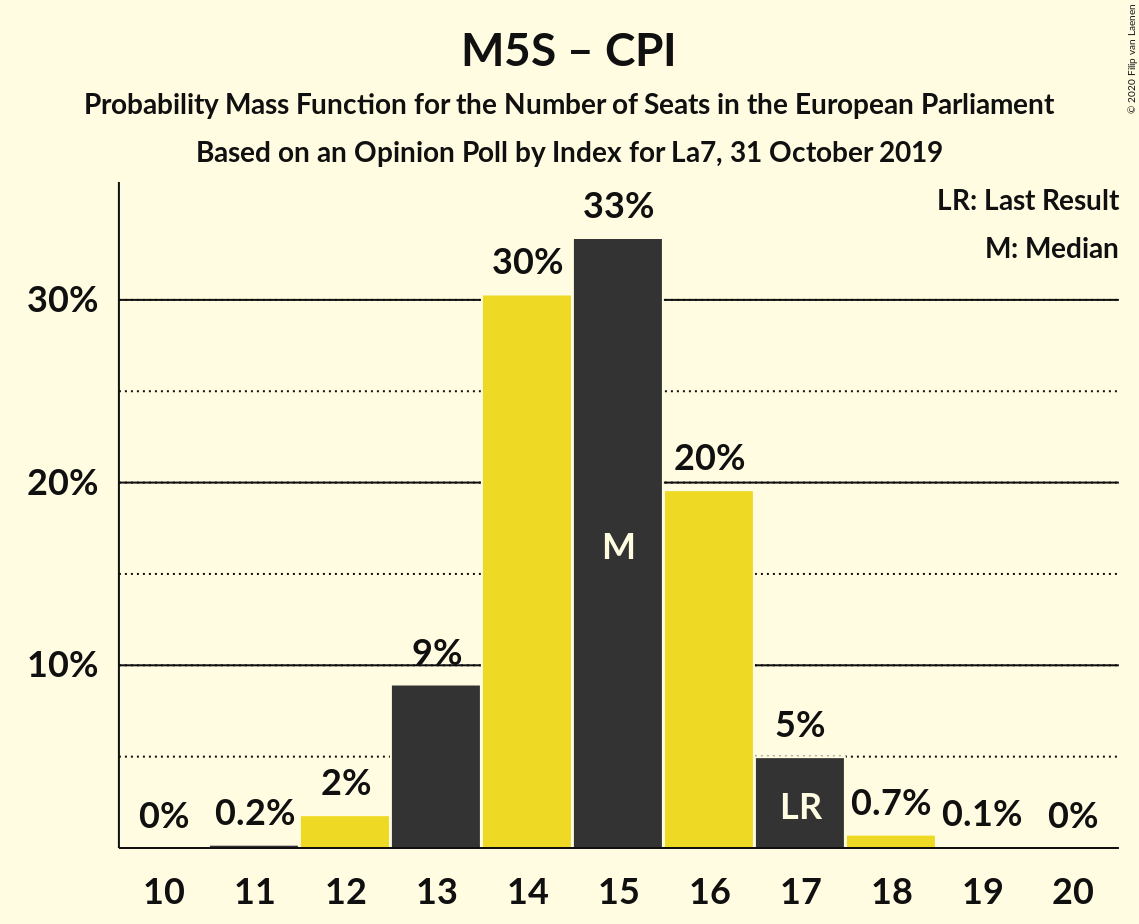 M5S – CPI
Probability Mass Function for the Number of Seats in the European Parliament
Based on an Opinion Poll by Index for La7, 31 October 2019
© 2020 Filip van Laenen
LR: Last Result
M: Median
33%
30%
30%
20%
20%
M
10%
9%
5%
LR
2%
0%
0.2%
0.7%
0.1%
0%
10 11 12 13 14 15 16 17 18 19 20